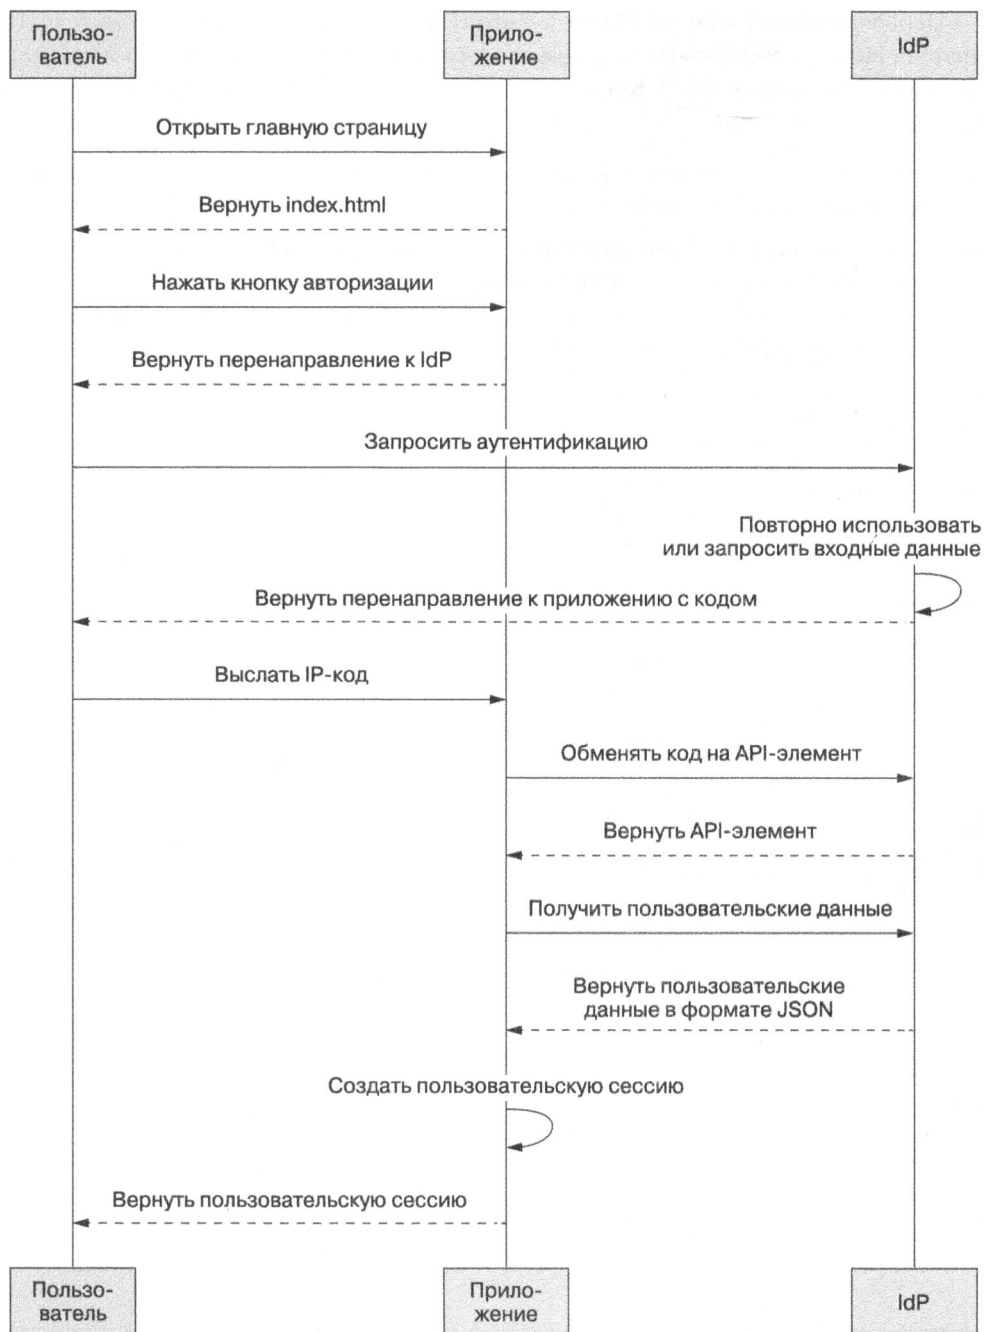 Пользо-
ватель
Прило-
жение
IdP
Открыть главную страницу
Вернуть index.html
Нажать кнопку авторизации
Вернуть перенаправление к IdP
Запросить аутентификацию
Повторно использовать
или запросить входные данные
Вернуть перенаправление к приложению с кодом
Выслать IP-код
Обменять код на API-элемент
Вернуть API-элемент
Получить пользовательские данные
Вернуть пользовательские
данные в формате JSON
Создать пользовательскую сессию
Вернуть пользовательскую сессию
Пользо-
ватель
Прило-
жение
IdP